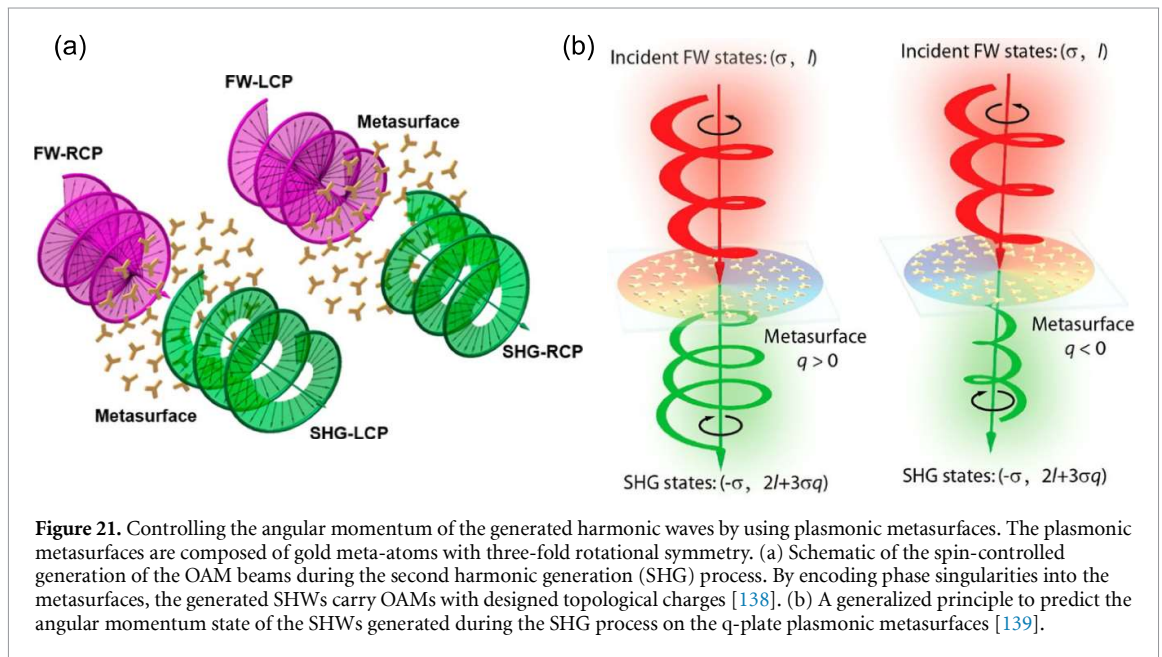 (a)
FW-LCP
Metasurface
FW-RCP
SHG-RCP
Metasurface
SHG-LCP
(b)
Incident FW states: (σ, l)
Incident FW states: (σ, l)
Metasurface
q > 0
Metasurface
q < 0
SHG states: (-σ, 2l+3σq)
SHG states: (-σ, 2l+3σq)
Figure 21. Controlling the angular momentum of the generated harmonic waves by using plasmonic metasurfaces. The plasmonic
metasurfaces are composed of gold meta-atoms with three-fold rotational symmetry. (a) Schematic of the spin-controlled
generation of the OAM beams during the second harmonic generation (SHG) process. By encoding phase singularities into the
metasurfaces, the generated SHWs carry OAMs with designed topological charges [138]. (b) A generalized principle to predict the
angular momentum state of the SHWs generated during the SHG process on the q-plate plasmonic metasurfaces [139].